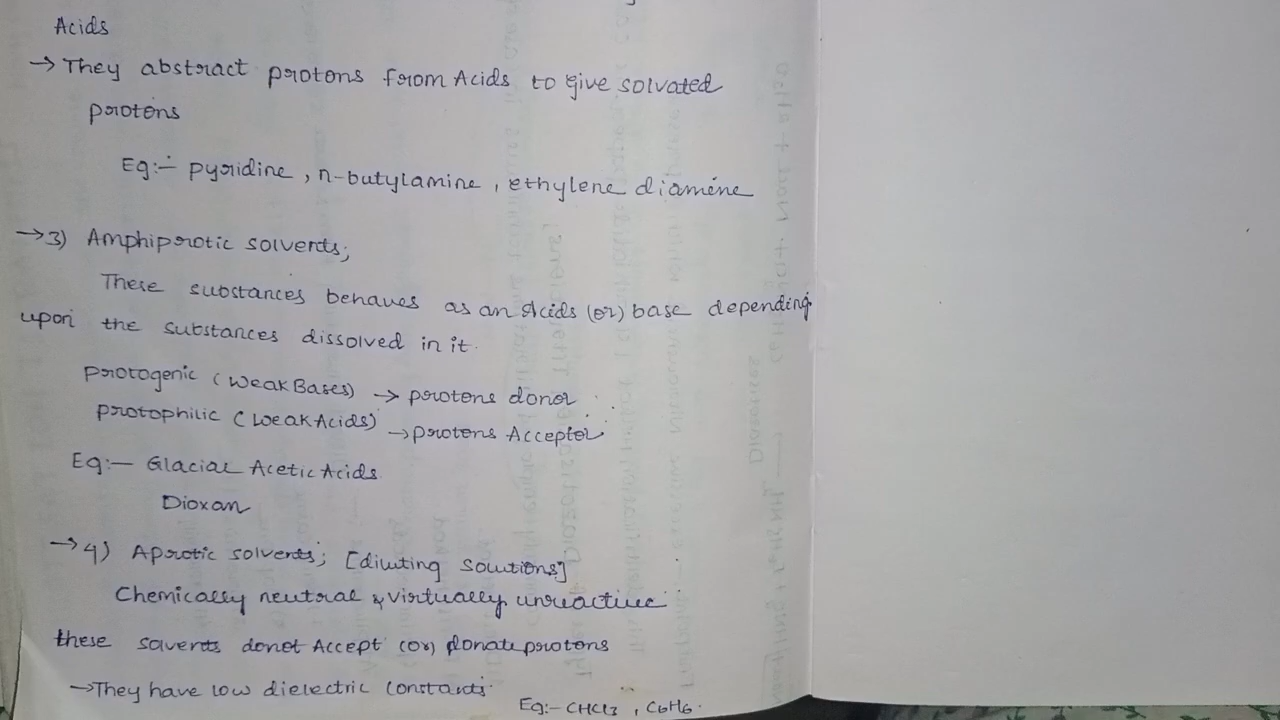 Acids
→ They abstract protons from Acids to give solvated
protons
Eg:- pyridine, n-butylamine, ethylene diamine
→3) Amphiprotic solvents;
These substances behaves as an Acids (or) base depending
upon the substances dissolved in it.
protogenic (weak Bases) → protons donor
protophilic (weak Acids) → protons Acceptor
Eg:- Glacial Acetic Acids
Dioxan
→4) Aprotic solvents; [diluting solutions]
Chemically neutral & virtually unreactive
these solvents donot Accept (or) donate protons
→ They have low dielectric constants
Eg:- CHCl3, C6H6.